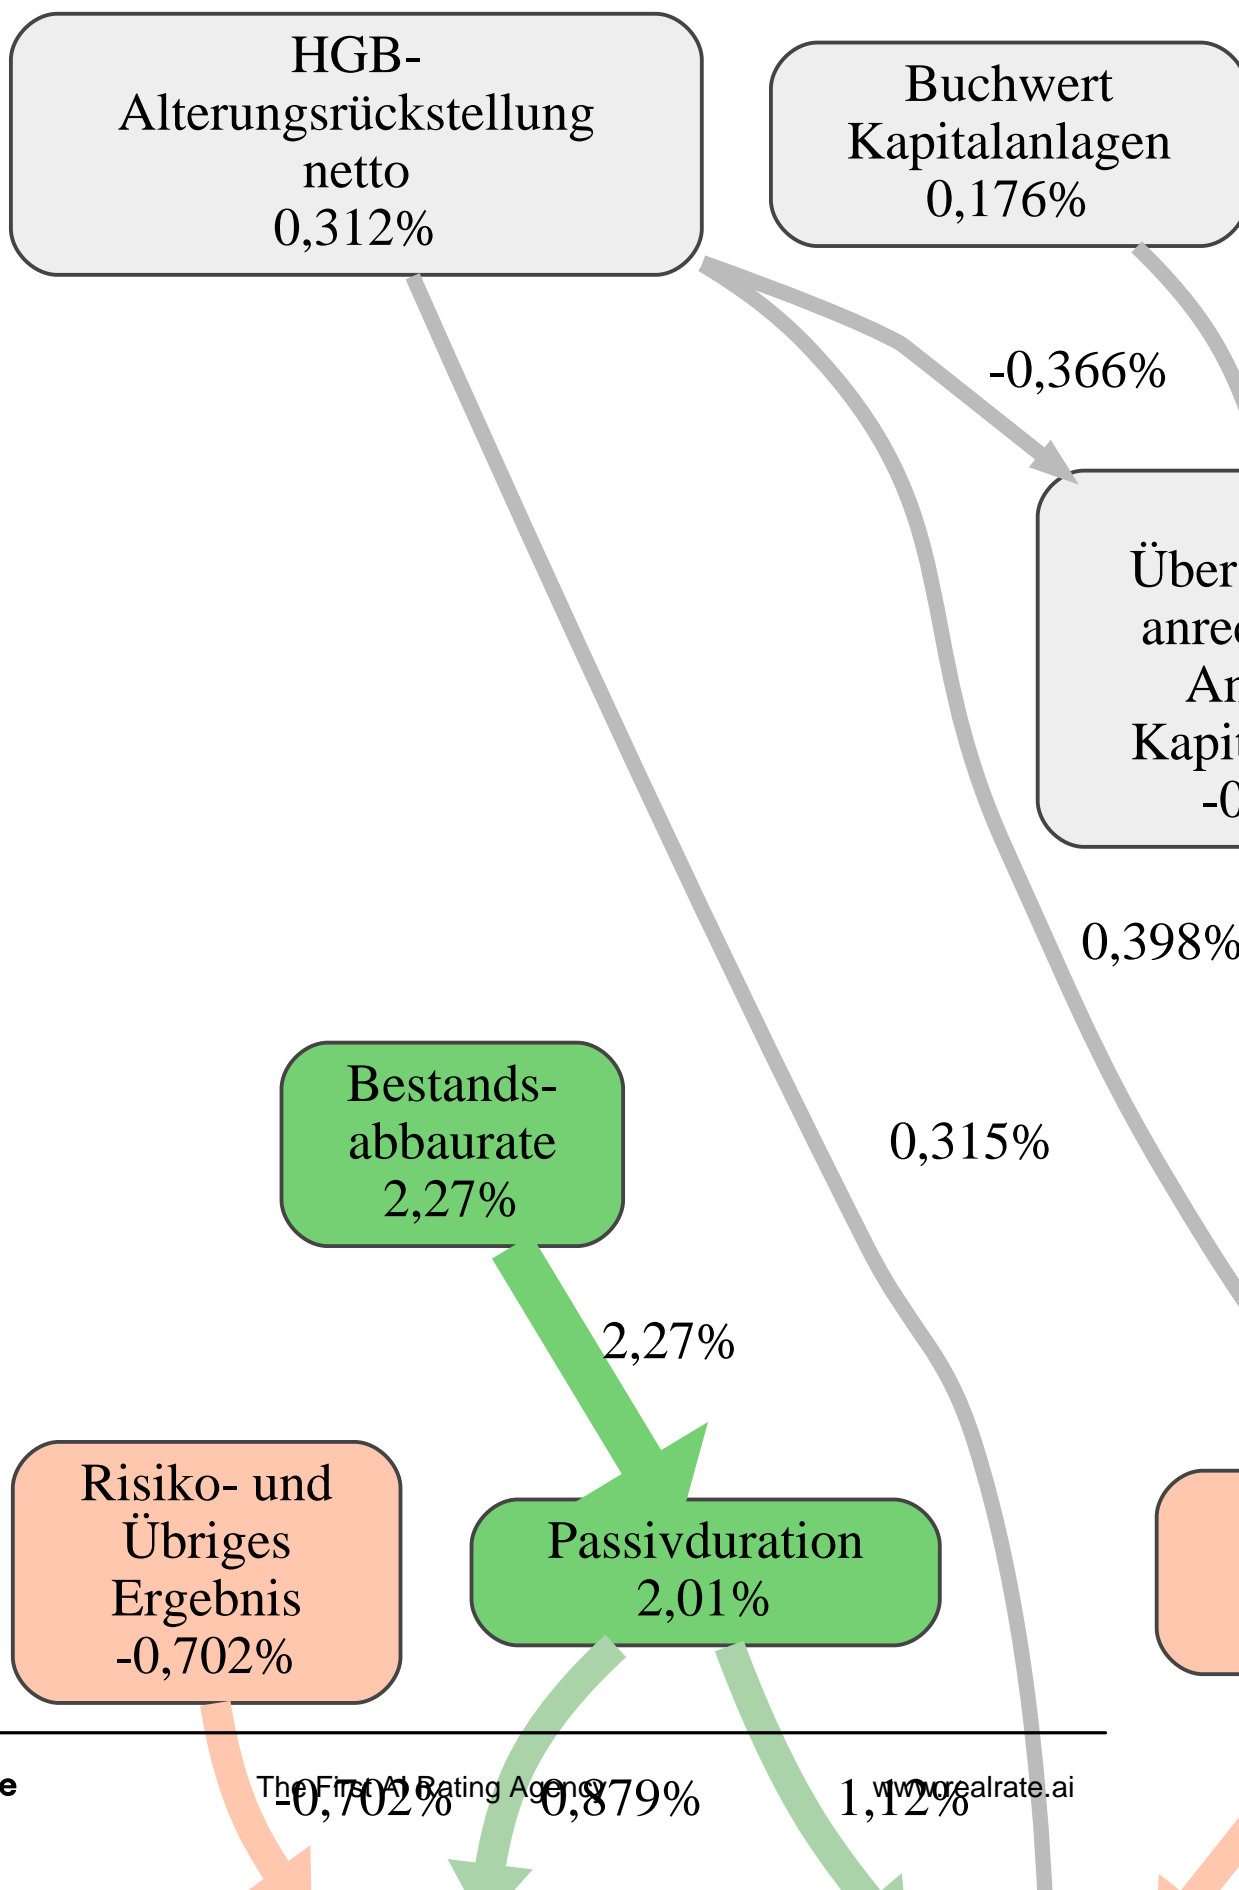 HGB-
Alterungsrückstellung
netto
0,312%
Buchwert
Kapitalanlagen
0,176%
-0,366%
0,398%
0,315%
Bestands-
abbaurate
2,27%
2,27%
Risiko- und
Übriges
Ergebnis
-0,702%
Passivduration
2,01%
The First AI Rating Agency
www.realrate.ai
-0,702%
0,879%
1,12%